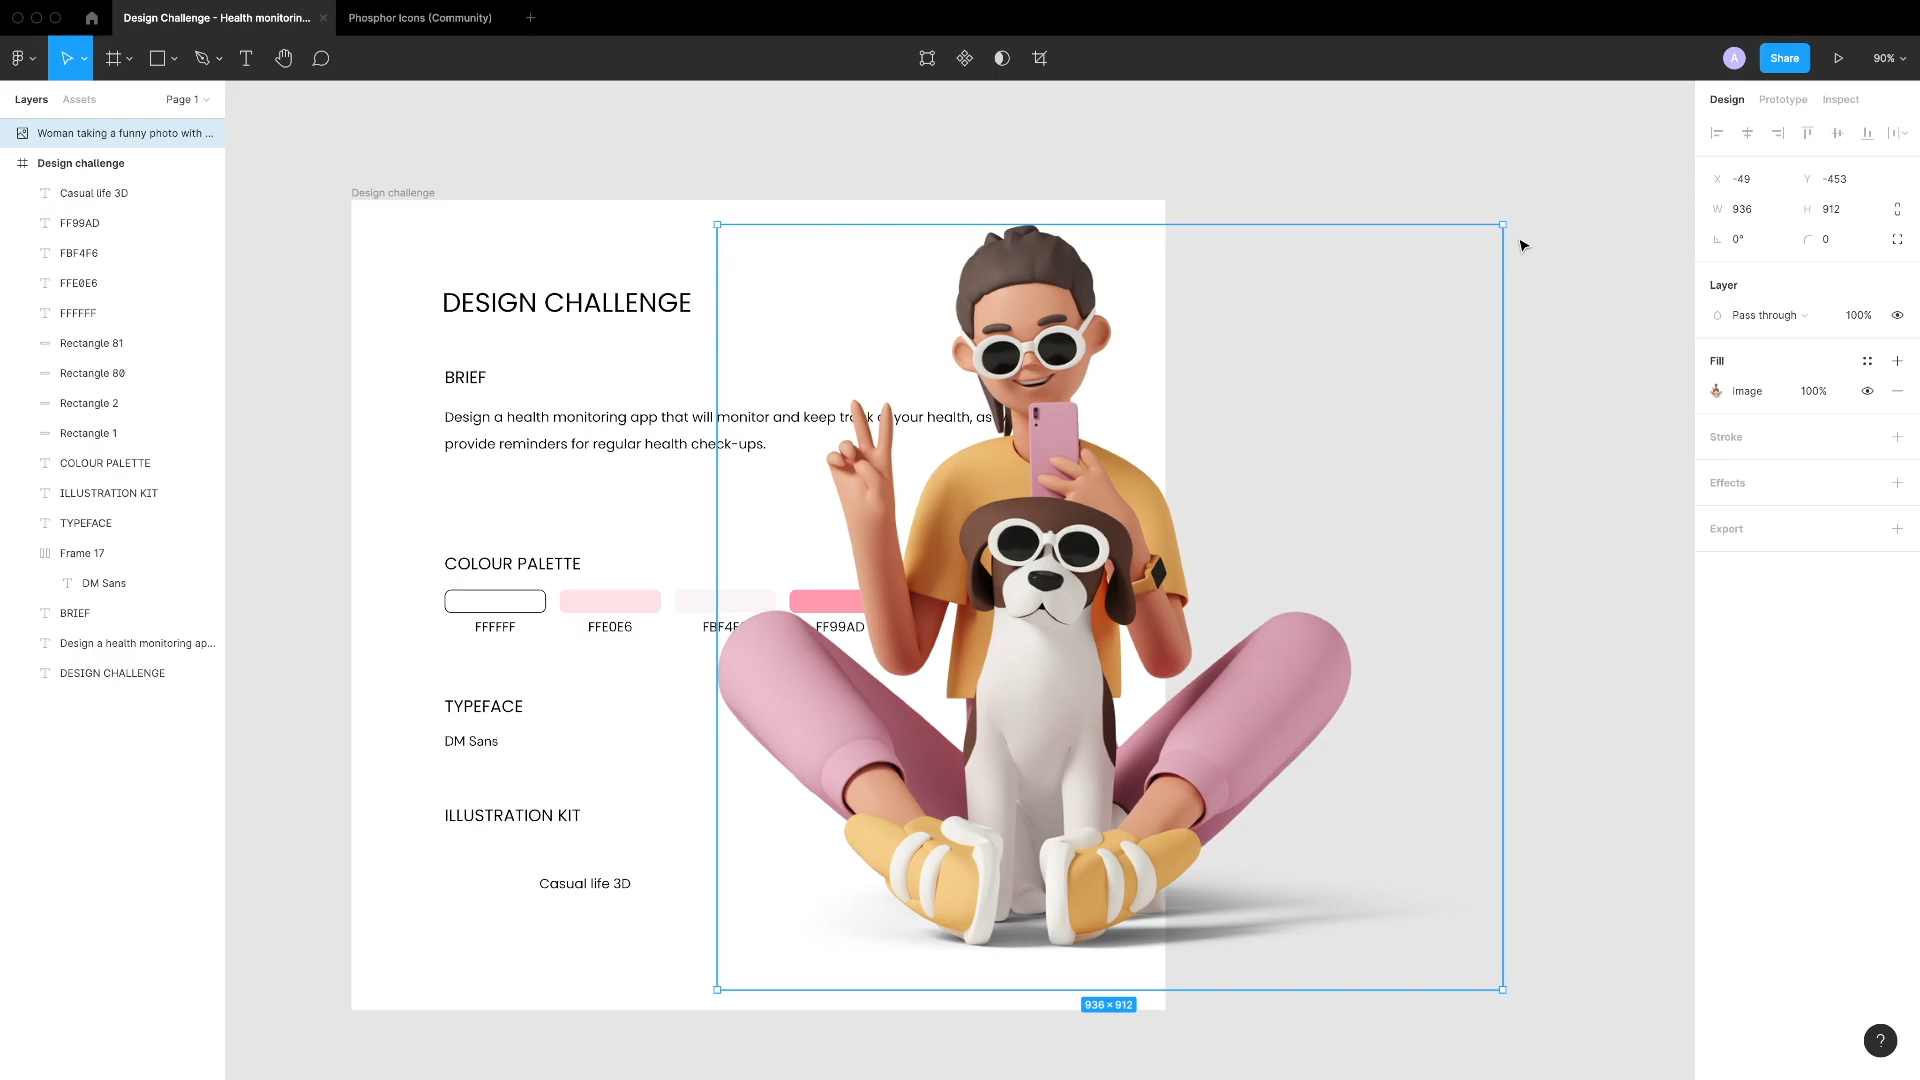 Design Challenge - Health monitorin...
Phosphor Icons (Community)
A
Share
90%
Layers
Assets
Page 1
Woman taking a funny photo with ...
Design challenge
Casual life 3D
FF99AD
FBF4F6
FFE0E6
FFFFFF
Rectangle 81
Rectangle 80
Rectangle 2
Rectangle 1
COLOUR PALETTE
ILLUSTRATION KIT
TYPEFACE
Frame 17
DM Sans
BRIEF
Design a health monitoring ap...
DESIGN CHALLENGE
Design challenge
DESIGN CHALLENGE
BRIEF
Design a health monitoring app that will monitor and keep your health, as
provide reminders for regular health check-ups.
COLOUR PALETTE
FFFFFF
FFE0E6
FF99AD
TYPEFACE
DM Sans
ILLUSTRATION KIT
Casual life 3D
936 × 912
Design
Prototype
Inspect
X -49
Y -453
W 936
H 912
0°
0
Layer
Pass through
100%
Fill
Image
100%
Stroke
Effects
Export
?